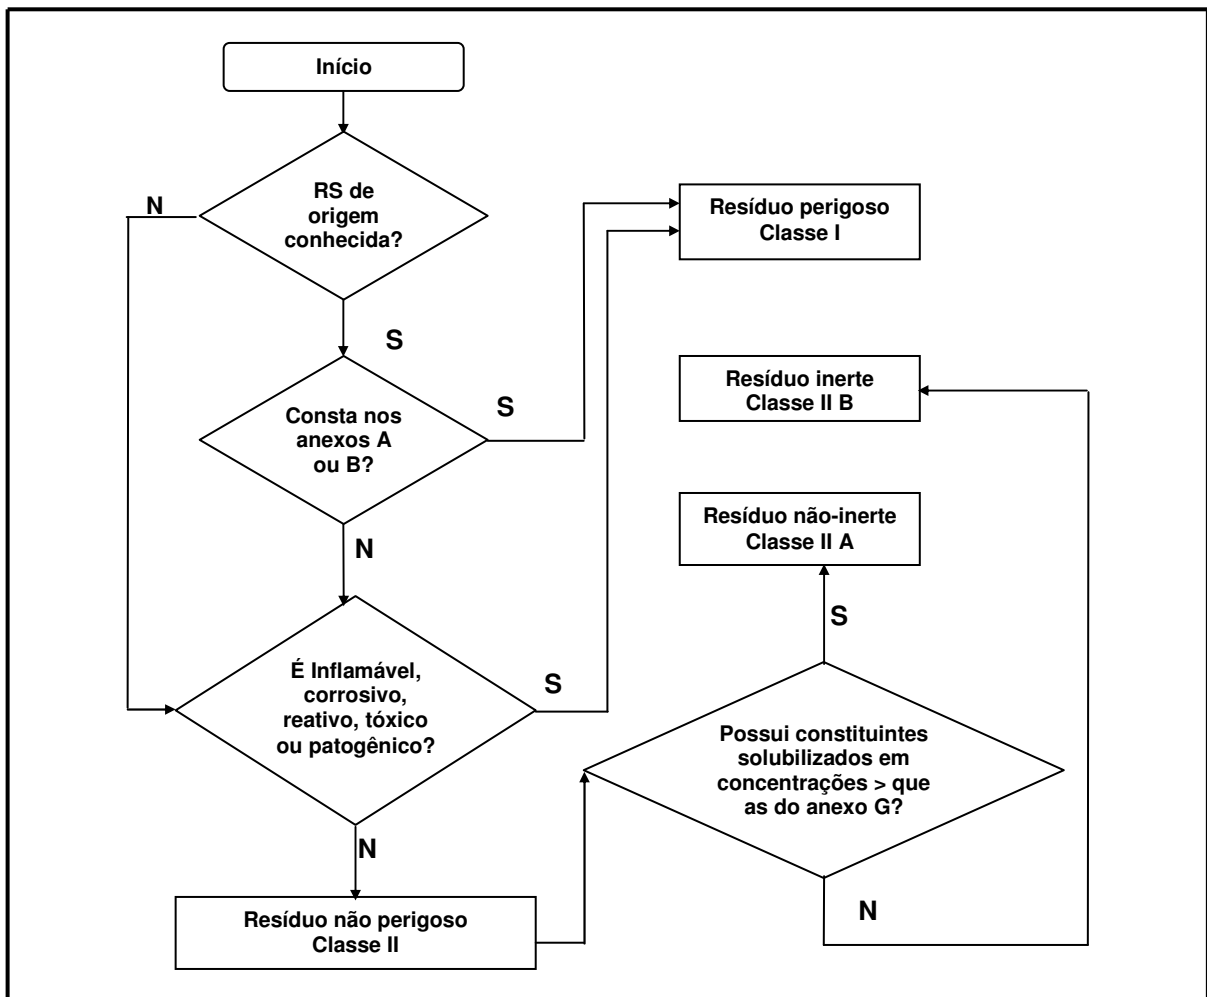 Início
RS de
origem
conhecida?
N
S
Resíduo perigoso
Classe I
Consta nos
anexos A
ou B?
S
N
Resíduo inerte
Classe II B
Resíduo não-inerte
Classe II A
S
É Inflamável,
corrosivo,
reativo, tóxico
ou patogênico?
S
N
Possui constituintes
solubilizados em
concentrações > que
as do anexo G?
N
Resíduo não perigoso
Classe II